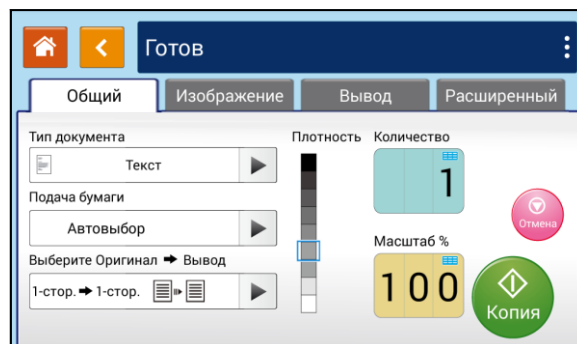 Готов
Общий
Изображение
Вывод
Расширенный
Тип документа
Текст
Подача бумаги
Автовыбор
Выберите Оригинал ➡ Вывод
1-стор. ➡ 1-стор.
Плотность
Количество
1
Масштаб %
100
Отмена
Копия